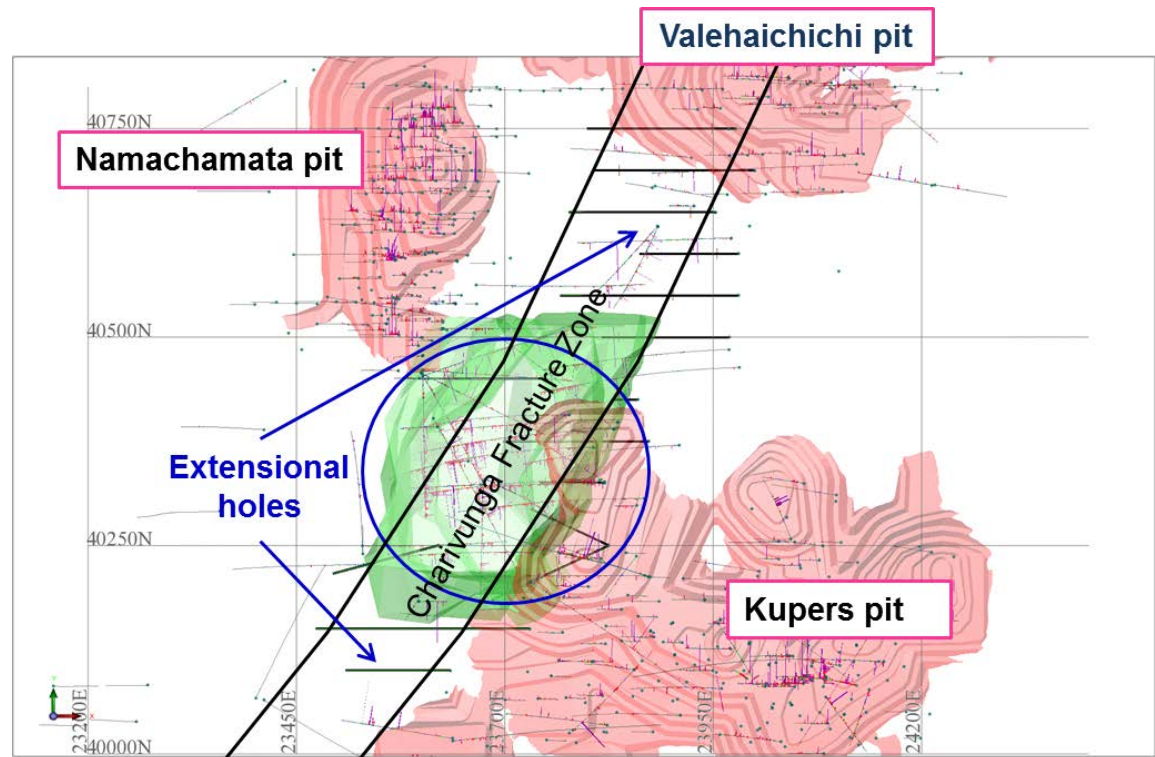 Valehaichichi pit
40750N
Namachamata pit
40500N
Charivunga Fracture Zone
Extensional
holes
40250N
Kupers pit
40000N
23200E
23450E
23700E
23950E
24200E